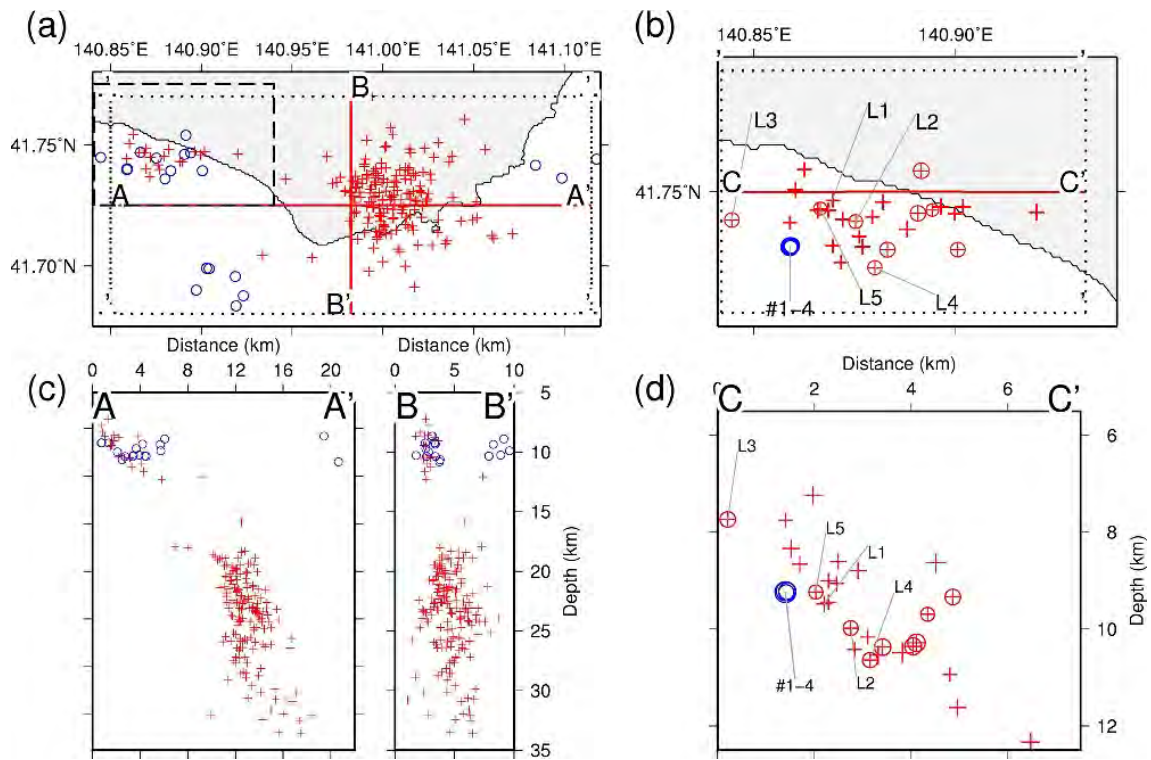 (a)
140.85°E 140.90°E 140.95°E 141.00°E 141.05°E 141.10°E
41.75°N
41.70°N
A A'
B
B'
(b)
140.85°E 140.90°E
41.75°N
C C'
L3
L1
L2
L5
L4
#1-4
(c)
Distance (km)
0 4 8 12 16 20
A A'
Distance (km)
0 5 10
B B'
5
10
15
20
25
30
35
Depth (km)
(d)
Distance (km)
0 2 4 6
C C'
6
8
10
12
Depth (km)
L3
L5
L1
L4
L2
#1-4